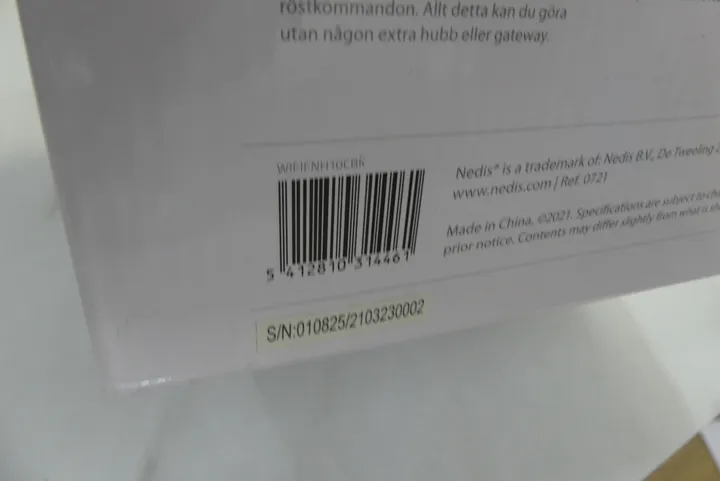 röstkommandon. Allt detta kan du göra
utan någon extra hubb eller gateway.
WIFIFNH10CBK
5 412810 314461
Nedis® is a trademark of: Nedis B.V., De Tweeling
www.nedis.com | Ref. 0721
Made in China, ©2021. Specifications are subject to
prior notice. Contents may differ slightly from what is
S/N:010825/2103230002